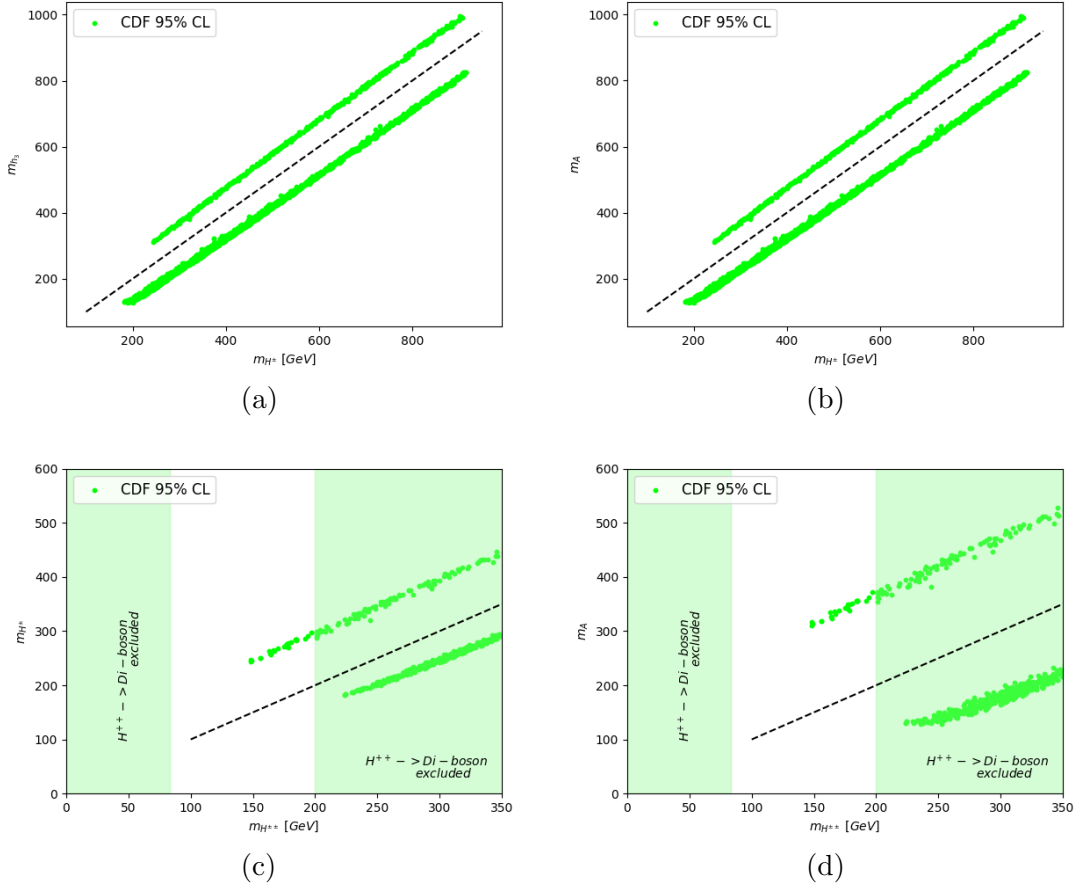 CDF 95% CL
1000
800
600
400
200
m_{h_3}
200 400 600 800
m_{H^±} [GeV]
(a)
CDF 95% CL
1000
800
600
400
200
m_A
200 400 600 800
m_{H^±} [GeV]
(b)
CDF 95% CL
600
500
400
300
200
100
0
m_{H^±}
H^{++} -> Di-boson
excluded
H^{++} -> Di-boson
excluded
0 50 100 150 200 250 300 350
m_{H^{±±}} [GeV]
(c)
CDF 95% CL
600
500
400
300
200
100
0
m_A
H^{++} -> Di-boson
excluded
H^{++} -> Di-boson
excluded
0 50 100 150 200 250 300 350
m_{H^{±±}} [GeV]
(d)